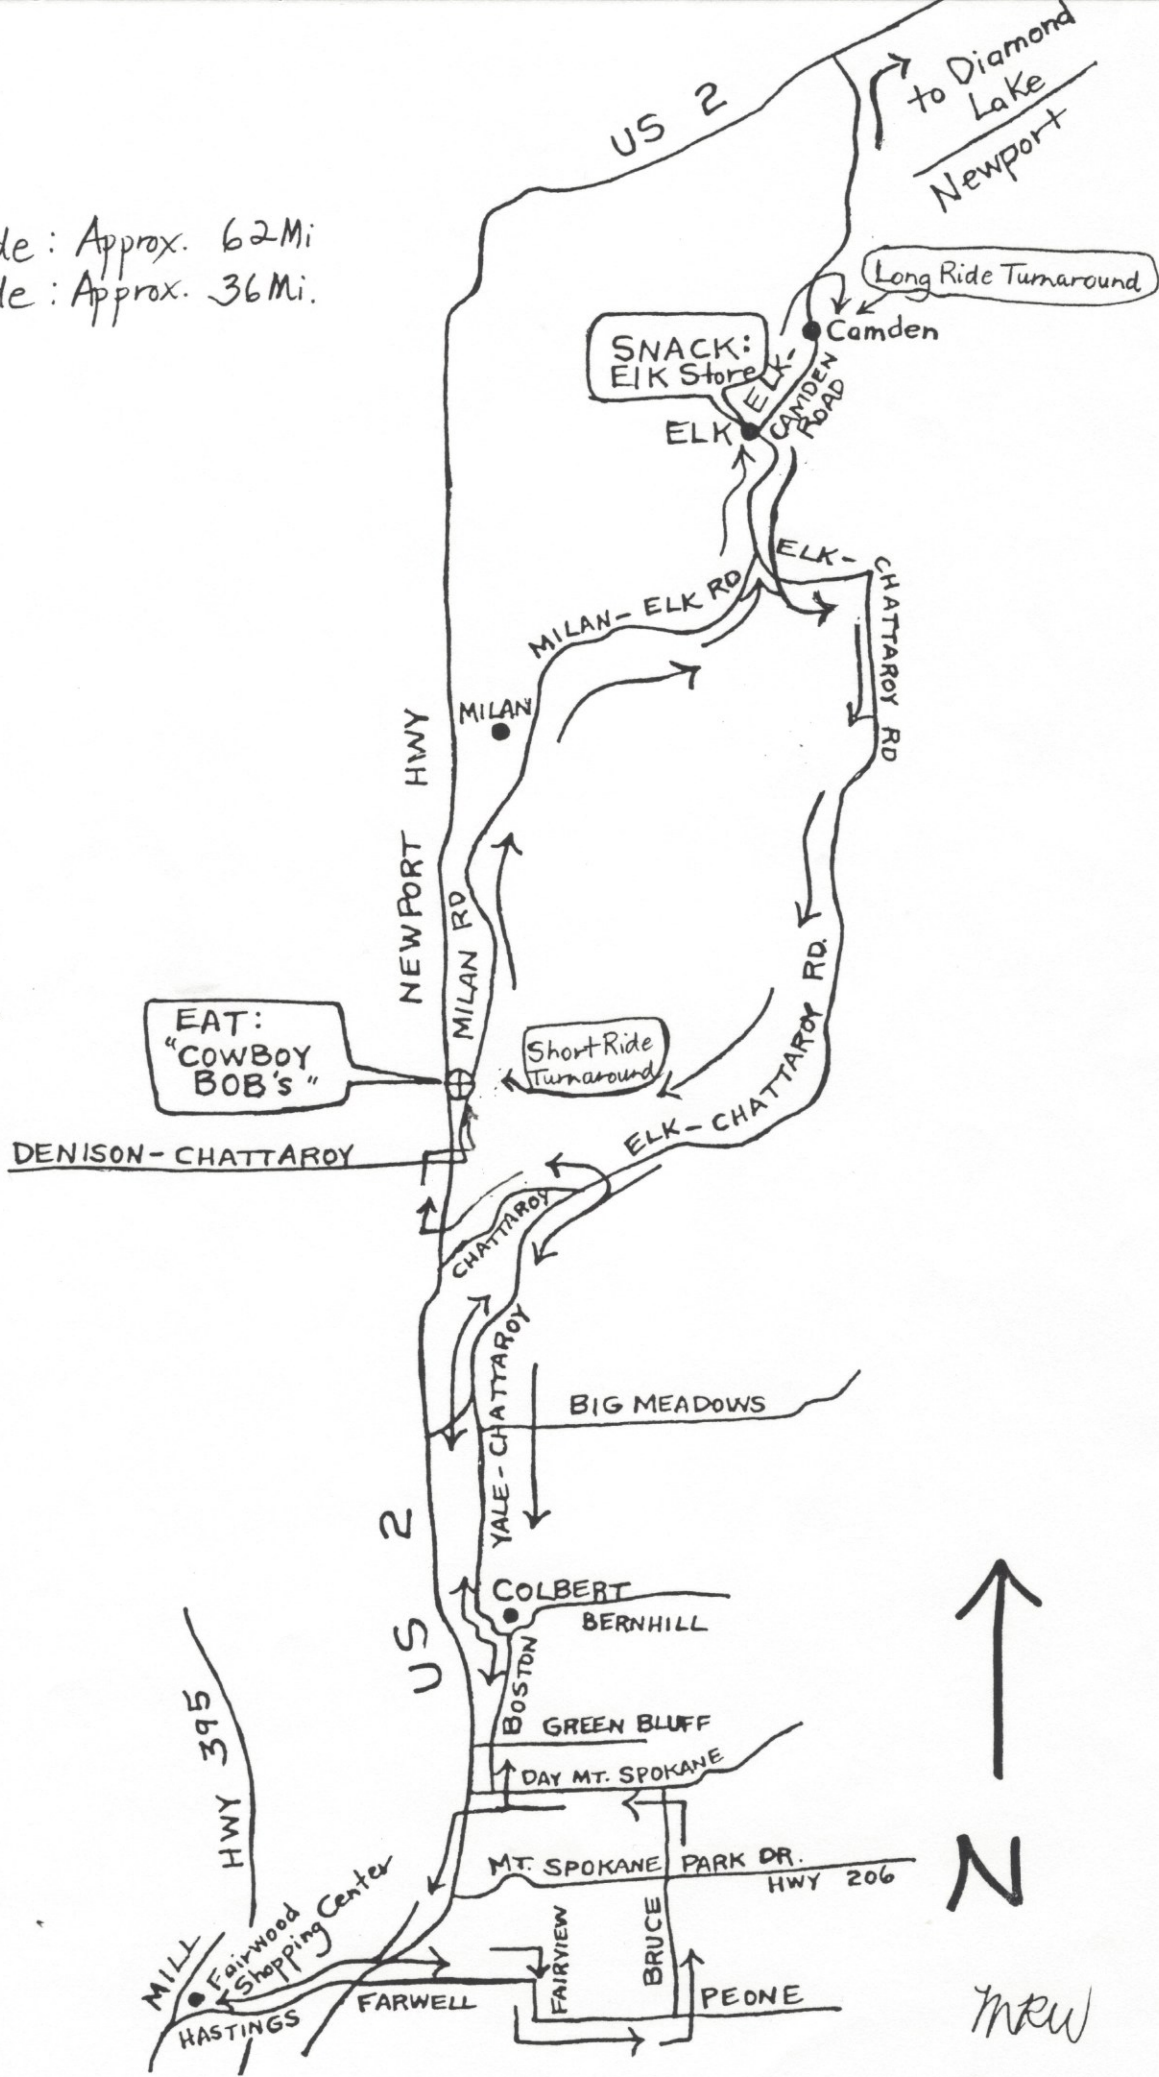 US 2
to Diamond
Lake
Newport
de: Approx. 62Mi
de: Approx. 36Mi.
Long Ride Turnaround
Camden
SNACK:
ElK Store
ELK-
CAMDEN
ROAD
ELK
ELK-
CHATTAROY RD
MILAN-ELK RD
MILAN
NEWPORT HWY
MILAN RD
EAT:
"COWBOY
BOB's"
Short Ride
Turnaround
ELK-CHATTAROY RD.
DENISON-CHATTAROY
CHATTAROY
YALE-CHATTAROY
BIG MEADOWS
US 2
COLBERT
BERNHILL
BOSTON
GREEN BLUFF
DAY MT. SPOKANE
HWY 395
MT. SPOKANE PARK DR.
HWY 206
N
MILL
Fairwood
Shopping Center
FAIRVIEW
BRUCE
HASTINGS
FARWELL
PEONE
MRW